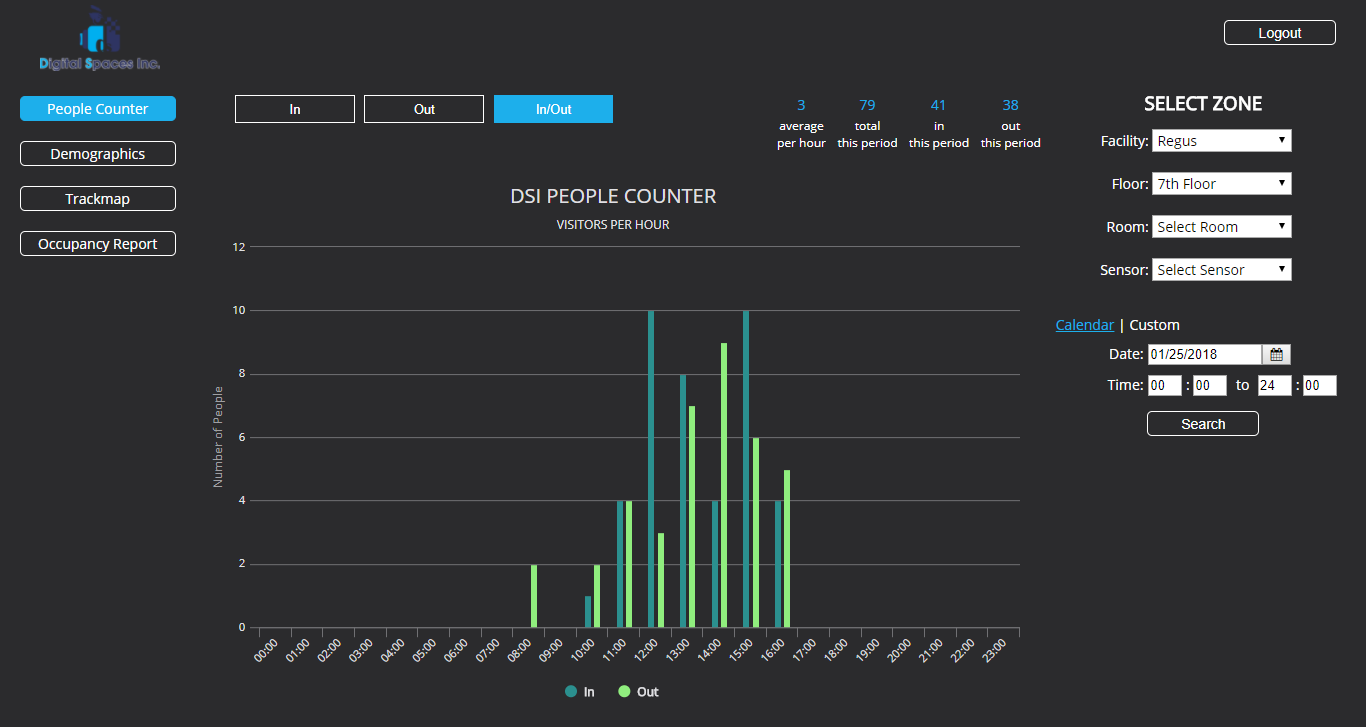 Digital Spaces Inc.
Logout
People Counter
Demographics
Trackmap
Occupancy Report
In
Out
In/Out
3
average
per hour
79
total
this period
41
in
this period
38
out
this period
DSI PEOPLE COUNTER
VISITORS PER HOUR
Number of People
12
10
8
6
4
2
0
00:00
01:00
02:00
03:00
04:00
05:00
06:00
07:00
08:00
09:00
10:00
11:00
12:00
13:00
14:00
15:00
16:00
17:00
18:00
19:00
20:00
21:00
22:00
23:00
In
Out
SELECT ZONE
Facility: Regus
Floor: 7th Floor
Room: Select Room
Sensor: Select Sensor
Calendar | Custom
Date: 01/25/2018
Time: 00 : 00 to 24 : 00
Search